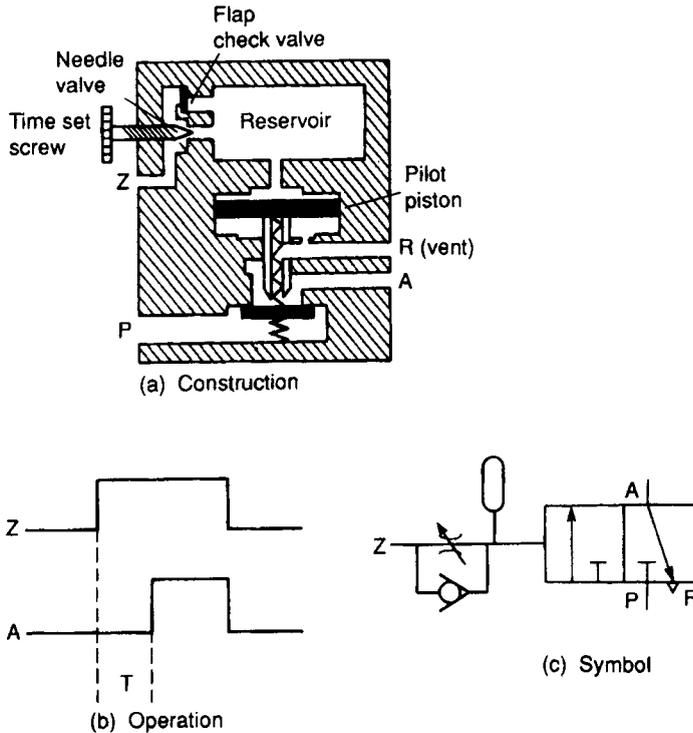 Flap
check valve
Needle
valve
Time set
screw
Reservoir
Z
Pilot
piston
R (vent)
A
P
(a) Construction
Z
A
T
(b) Operation
Z
A
P
R
(c) Symbol